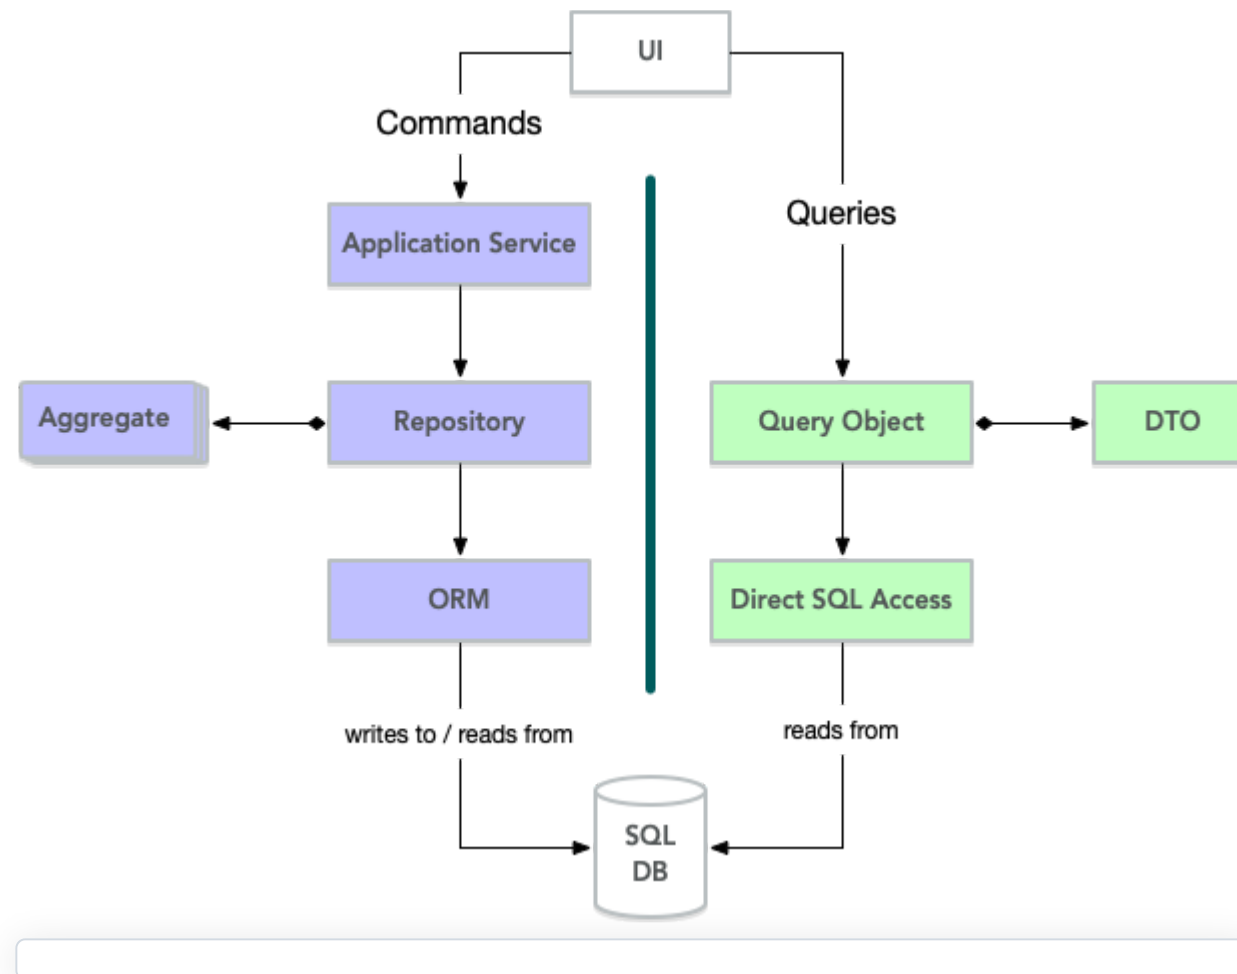 UI
Commands
Queries
Application Service
Aggregate
Repository
Query Object
DTO
ORM
Direct SQL Access
writes to / reads from
reads from
SQL
DB